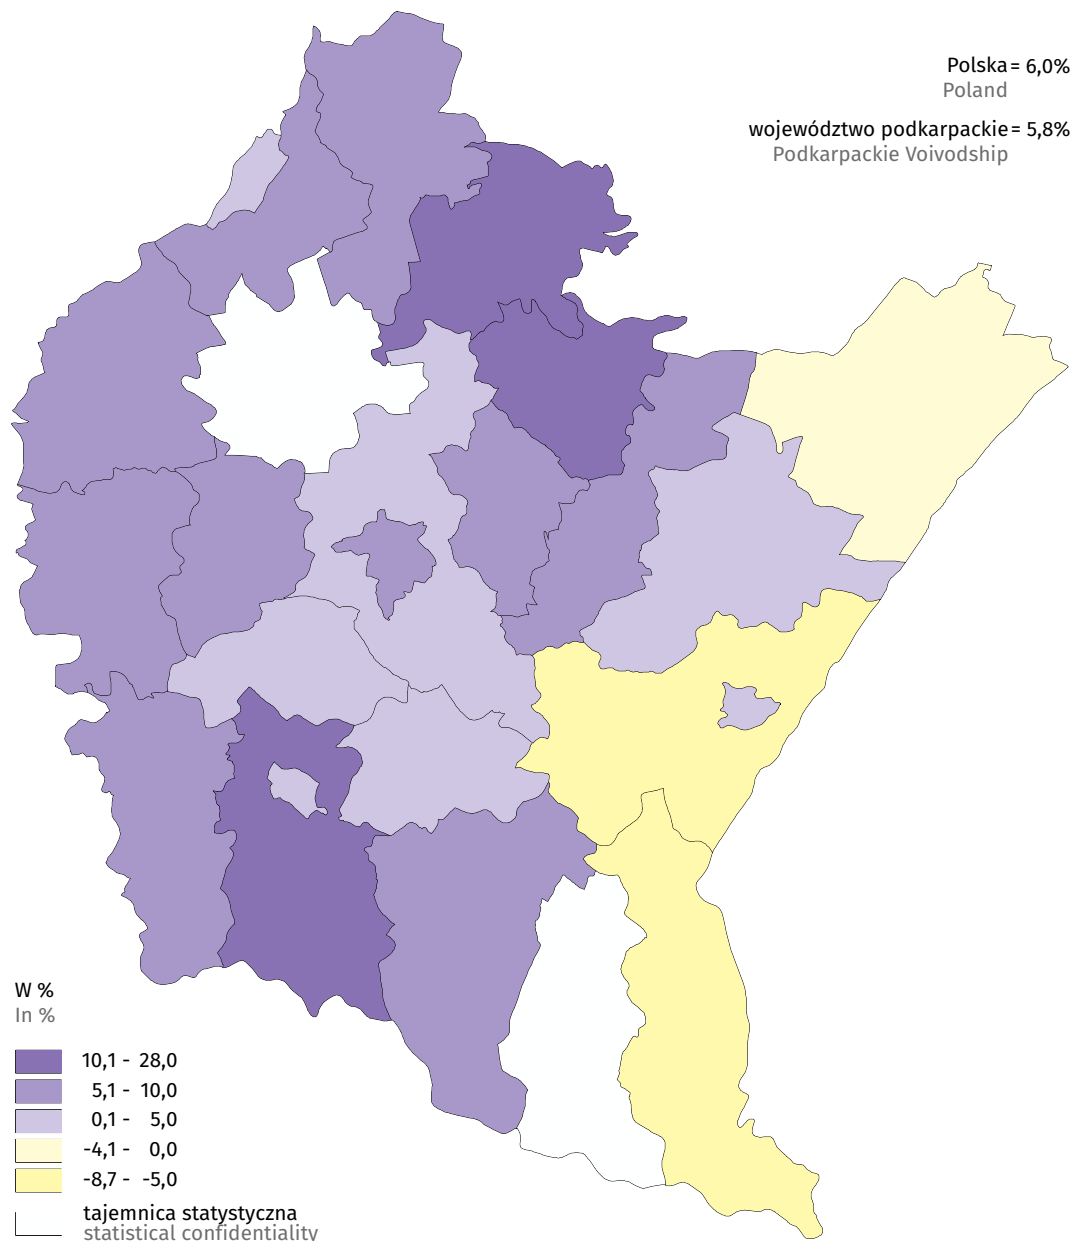 Polska = 6,0%
Poland
województwo podkarpackie = 5,8%
Podkarpackie Voivodship
W %
In %
10,1 - 28,0
5,1 - 10,0
0,1 - 5,0
-4,1 - 0,0
-8,7 - -5,0
tajemnica statystyczna
statistical confidentiality